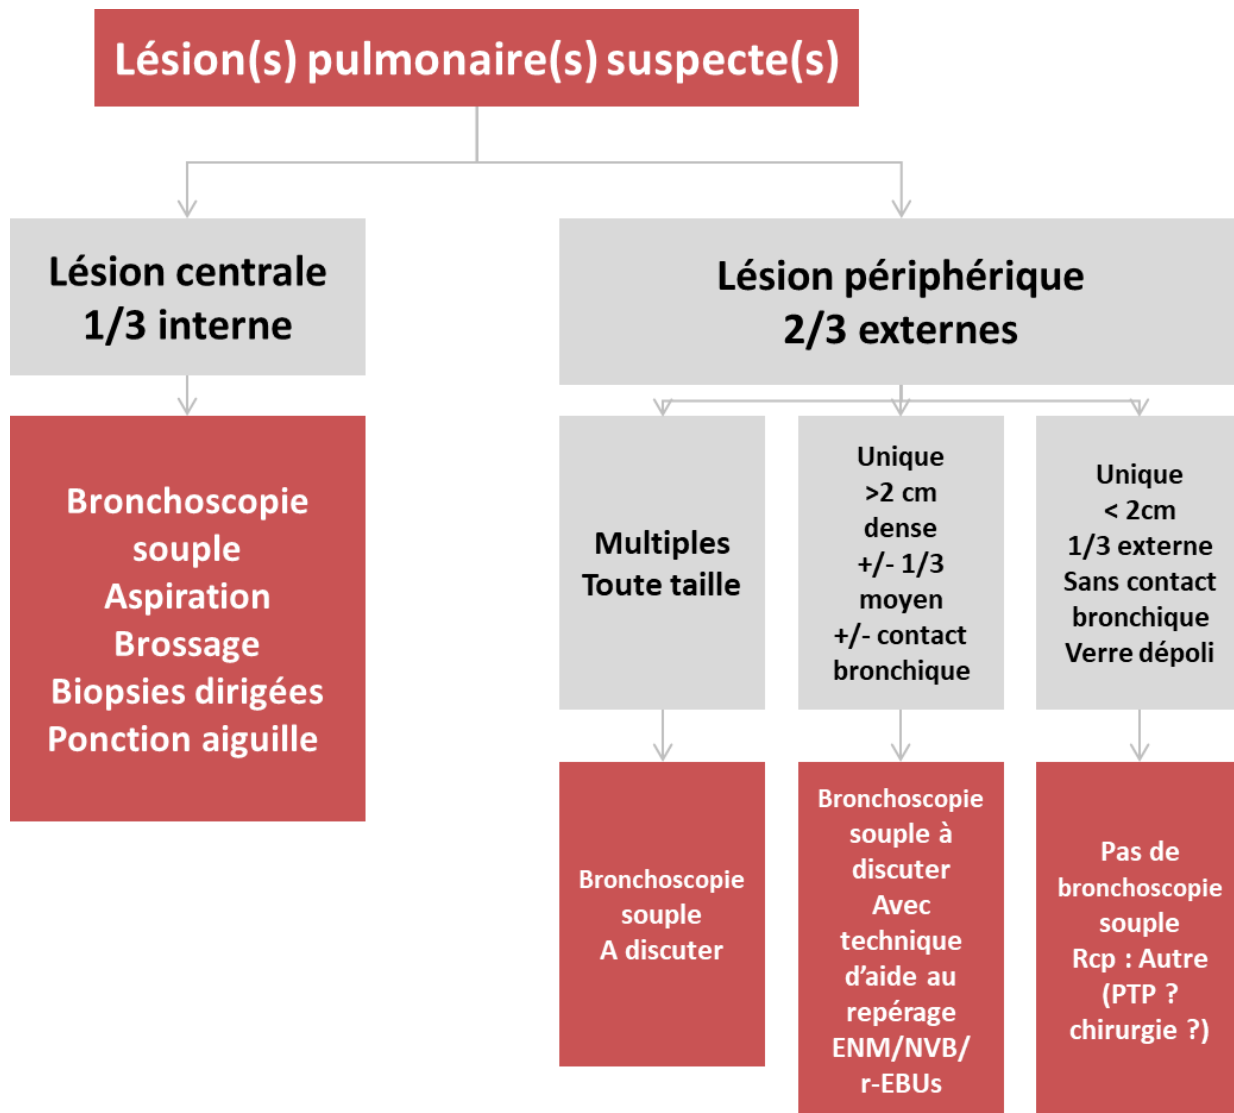 Lésion(s) pulmonaire(s) suspecte(s)
Lésion centrale
1/3 interne
Lésion périphérique
2/3 externes
Bronchoscopie
souple
Aspiration
Brossage
Biopsies dirigées
Ponction aiguille
Multiples
Toute taille
Unique
>2 cm
dense
+/- 1/3
moyen
+/- contact
bronchique
Unique
< 2cm
1/3 externe
Sans contact
bronchique
Verre dépoli
Bronchoscopie
souple
A discuter
Bronchoscopie
souple à
discuter
Avec
technique
d’aide au
repérage
ENM/NVB/
r-EBUs
Pas de
bronchoscopie
souple
Rcp : Autre
(PTP ?
chirurgie ?)